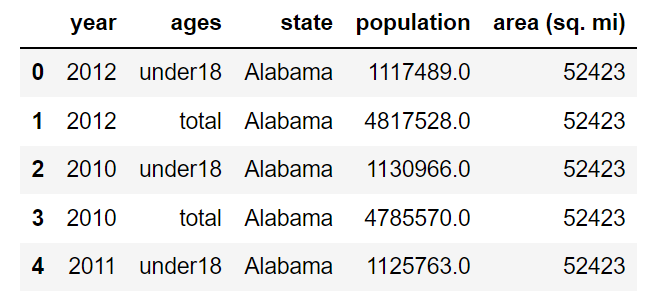 year ages state population area (sq. mi)
0 2012 under18 Alabama 1117489.0 52423
1 2012 total Alabama 4817528.0 52423
2 2010 under18 Alabama 1130966.0 52423
3 2010 total Alabama 4785570.0 52423
4 2011 under18 Alabama 1125763.0 52423